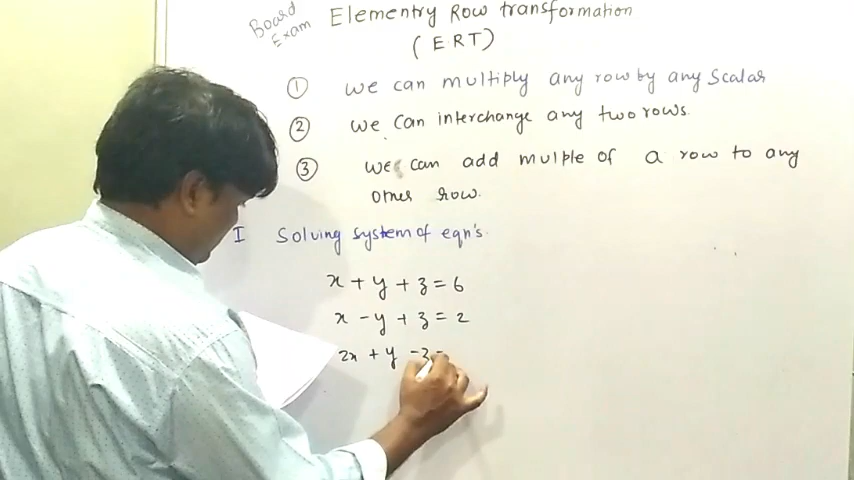 Board
Exam
Elementry Row transformation
(ERT)
① we can multiply any row by any scalar
② we can interchange any two rows.
③ we can add mulple of a row to any
other row.
I Solving system of eqn's.
x + y + z = 6
x - y + z = 2
2x + y - z =